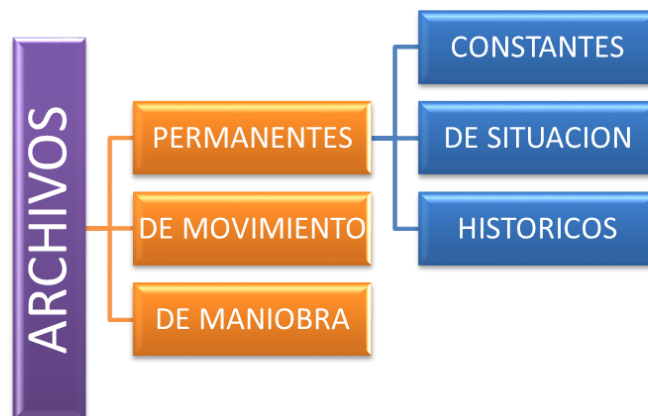 ARCHIVOS
PERMANENTES
DE MOVIMIENTO
DE MANIOBRA
CONSTANTES
DE SITUACION
HISTORICOS